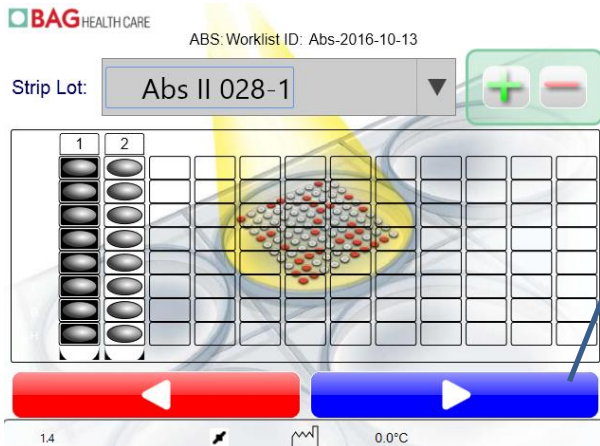 BAG HEALTH CARE
ABS: Worklist ID: Abs-2016-10-13
Strip Lot: Abs II 028-1
1 2
1.4 0.0°C